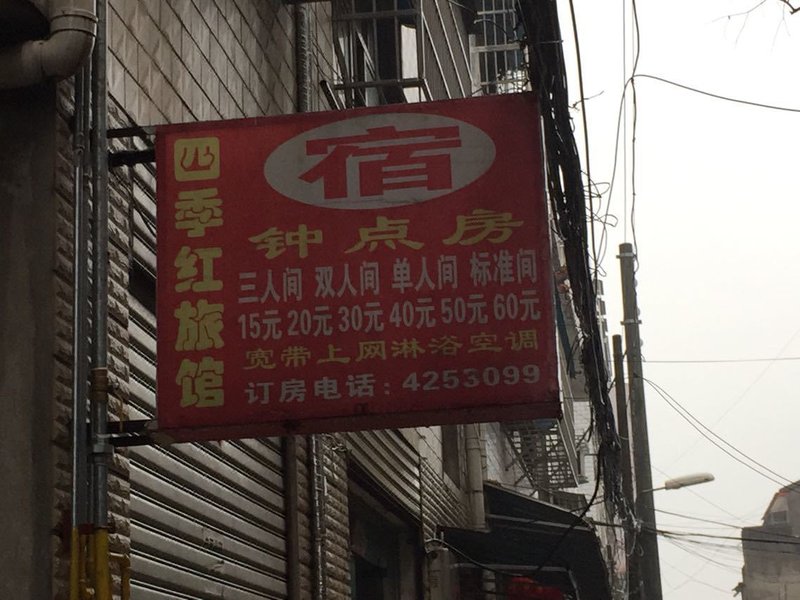 四季红旅馆
宿
钟点房
三人间 双人间 单人间 标准间
15元 20元 30元 40元 50元 60元
宽带上网淋浴空调
订房电话：4253099